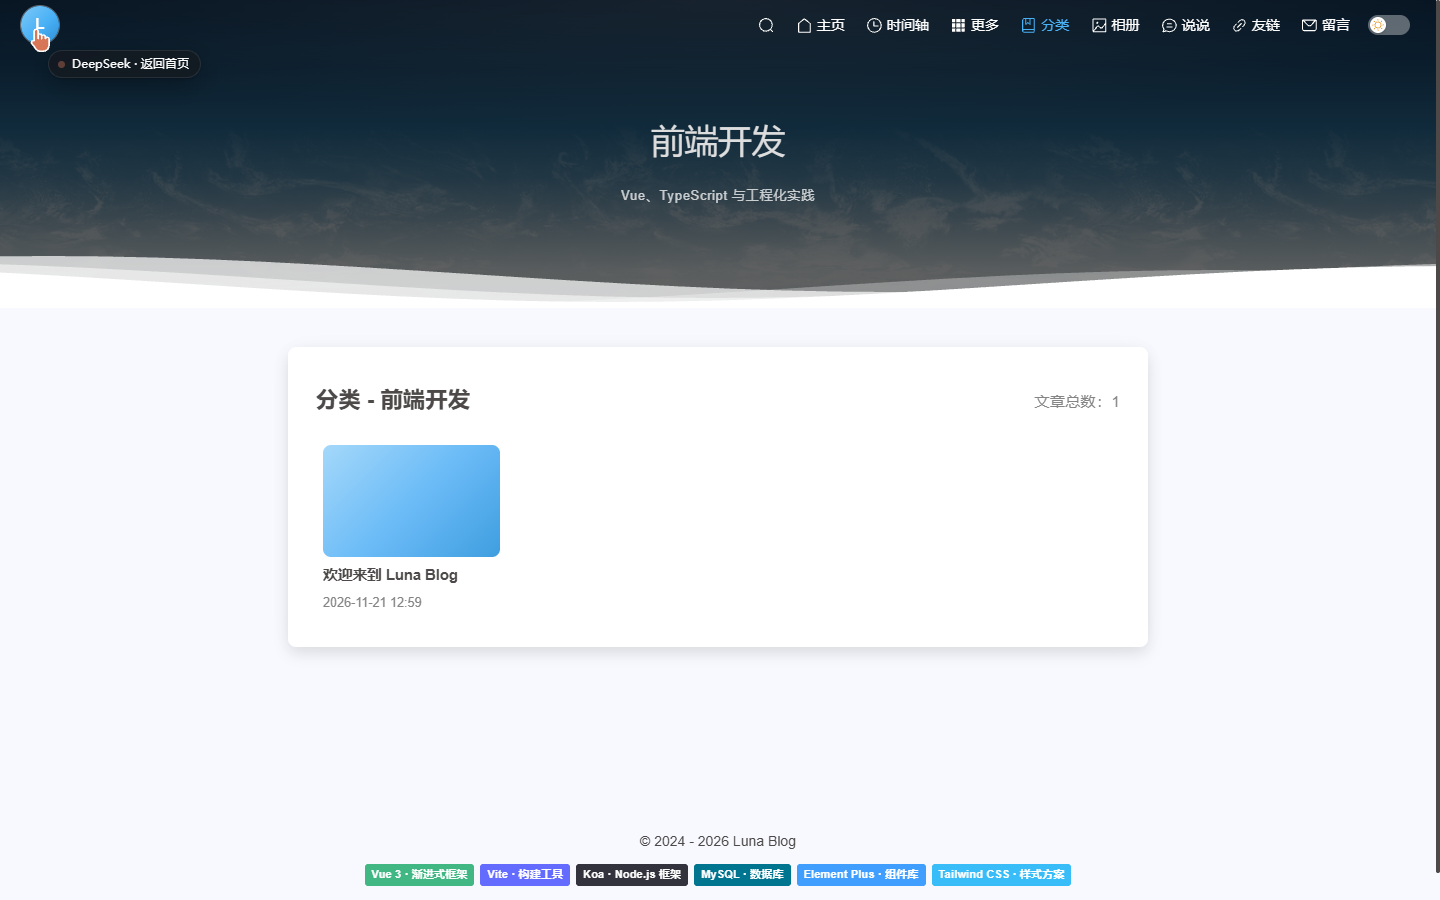 主页 时间轴 更多 分类 相册 说说 友链 留言
DeepSeek · 返回首页
前端开发
Vue、TypeScript 与工程化实践
分类 - 前端开发
文章总数：1
欢迎来到 Luna Blog
2026-11-21 12:59
© 2024 - 2026 Luna Blog
Vue 3 · 渐进式框架 Vite · 构建工具 Koa · Node.js 框架 MySQL · 数据库 Element Plus · 组件库 Tailwind CSS · 样式方案